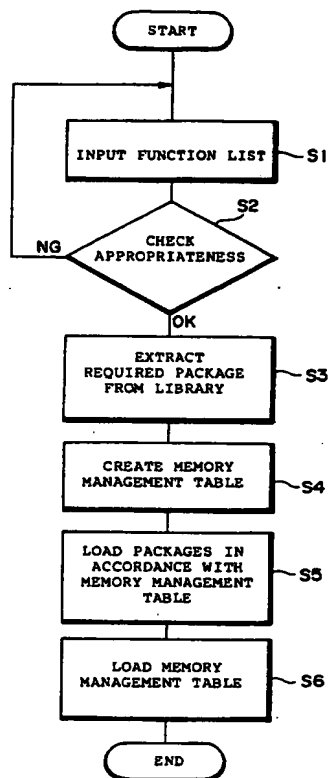 START
INPUT FUNCTION LIST
S1
S2
CHECK
APPROPRIATENESS
NG
OK
EXTRACT
REQUIRED PACKAGE
FROM LIBRARY
S3
CREATE MEMORY
MANAGEMENT TABLE
S4
LOAD PACKAGES IN
ACCORDANCE WITH
MEMORY MANAGEMENT
TABLE
S5
LOAD MEMORY
MANAGEMENT TABLE
S6
END